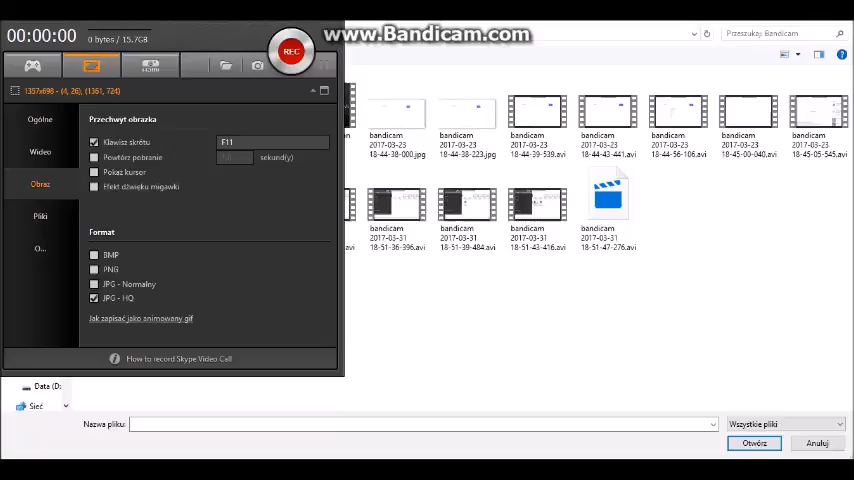 www.Bandicam.com
00:00:00
0 bytes / 15.7GB
REC
Przeszukaj: Bandicam
1357x698 - (4, 26), (1361, 724)
Ogólne
Wideo
Obraz
Pliki
O...
Przechwyt obrazka
Klawisz skrótu
F11
Powtórz pobranie
sekund(y)
Pokaż kursor
Efekt dźwięku migawki
Format
BMP
PNG
JPG - Normalny
JPG - HQ
Jak zapisać jako animowany gif
How to record Skype Video Call
bandicam
2017-03-23
18-44-38-000.jpg
bandicam
2017-03-23
18-44-38-223.jpg
bandicam
2017-03-23
18-44-39-539.avi
bandicam
2017-03-23
18-44-43-441.avi
bandicam
2017-03-23
18-44-56-106.avi
bandicam
2017-03-23
18-45-00-040.avi
bandicam
2017-03-23
18-45-05-545.avi
bandicam
2017-03-31
18-51-36-396.avi
bandicam
2017-03-31
18-51-39-484.avi
bandicam
2017-03-31
18-51-43-416.avi
bandicam
2017-03-31
18-51-47-276.avi
Data (D:
Sieć
Nazwa pliku:
Wszystkie pliki
Otwórz
Anuluj